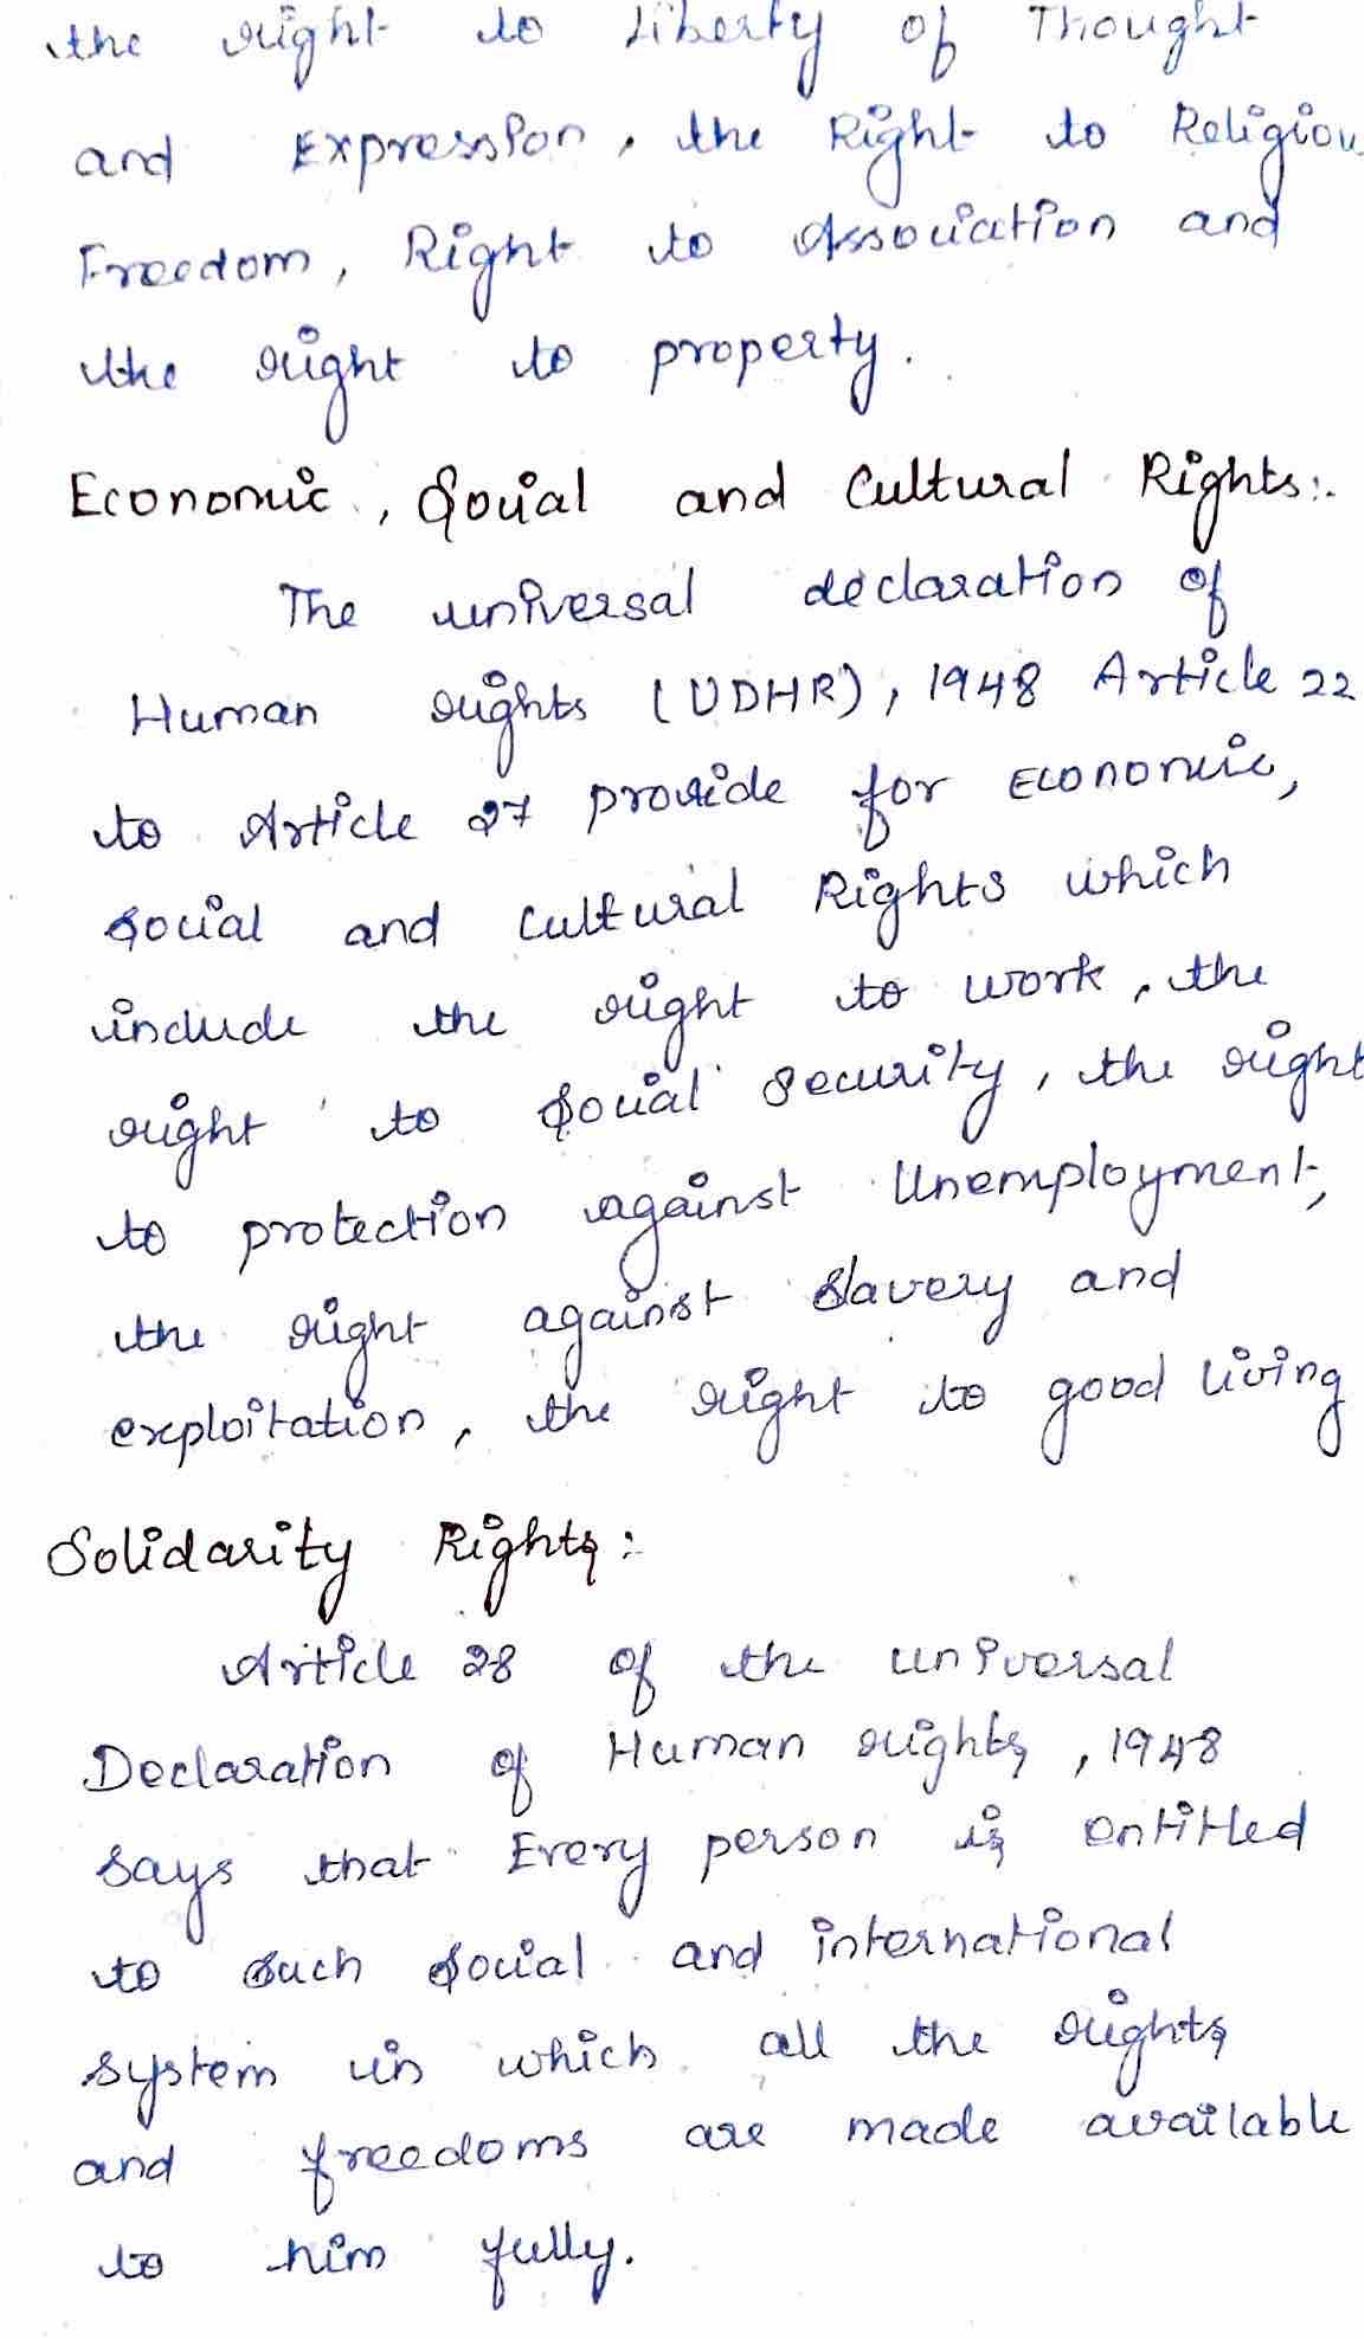 the right to Liberty of Thought
and Expression, the Right to Religiou
Freedom, Right to Association and
the right to property.
Economic, Social and Cultural Rights:.
The universal declaration of
Human rights (UDHR), 1948 Article 22
to Article 27 provide for Economic,
social and cultural Rights which
include the right to work, the
right to social security, the right
to protection against Unemployment,
the right against slavery and
exploitation, the right to good living
Solidarity Rights:
Article 28 of the universal
Declaration of Human rights, 1948
says that Every person is entitled
to such social and international
system in which all the rights
and freedoms are made available
to him fully.